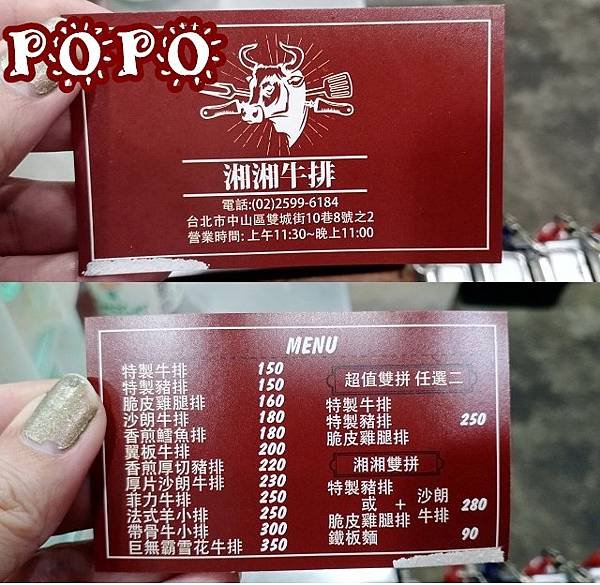 POPO
湘湘牛排
電話:(02)2599-6184
台北市中山區雙城街10巷8號之2
營業時間: 上午11:30~晚上11:00
MENU
特製牛排 150
特製豬排 150
脆皮雞腿排 160
沙朗牛排 180
香煎鱈魚排 180
翼板牛排 200
香煎厚切豬排 220
厚片沙朗牛排 230
菲力牛排 250
法式羊小排 250
帶骨牛小排 300
巨無霸雪花牛排 350
超值雙拼 任選二
特製牛排
特製豬排 250
脆皮雞腿排
湘湘雙拼
特製豬排
或 + 沙朗牛排 280
脆皮雞腿排
鐵板麵 90